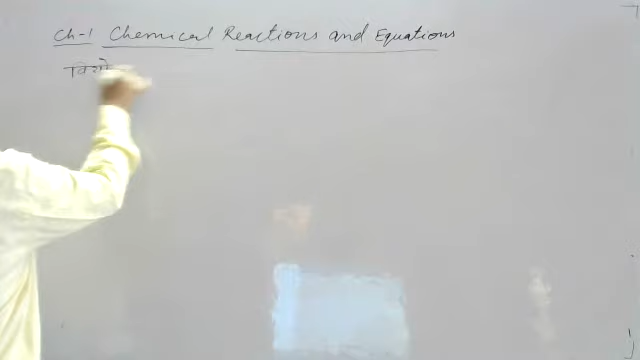 Ch-1 Chemical Reactions and Equations
वियो